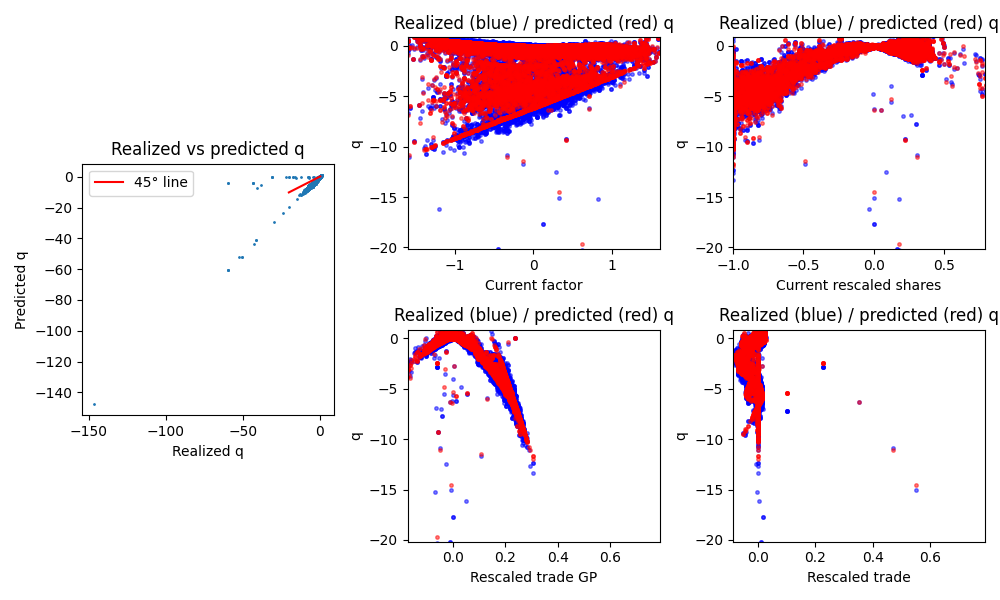 Realized vs predicted q
45° line
0
−20
−40
−60
−80
−100
−120
−140
Predicted q
−150
−100
−50
0
Realized q
Realized (blue) / predicted (red) q
0
−5
−10
−15
−20
q
−1
0
1
Current factor
Realized (blue) / predicted (red) q
0
−5
−10
−15
−20
q
−1.0
−0.5
0.0
0.5
Current rescaled shares
Realized (blue) / predicted (red) q
0
−5
−10
−15
−20
q
0.0
0.2
0.4
0.6
Rescaled trade GP
Realized (blue) / predicted (red) q
0
−5
−10
−15
−20
q
0.0
0.2
0.4
0.6
Rescaled trade